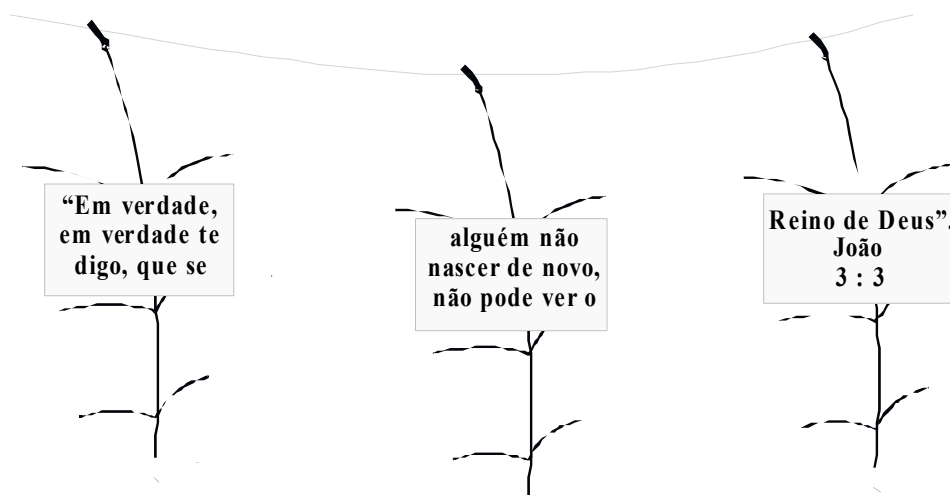 “Em verdade,
em verdade te
digo, que se
alguém não
nascer de novo,
não pode ver o
Reino de Deus”.
João
3 : 3